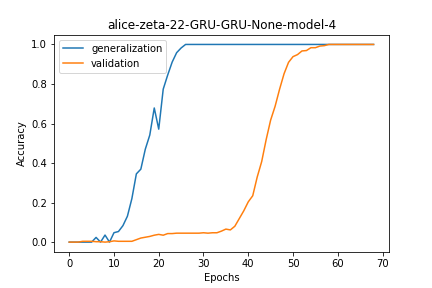 alice-zeta-22-GRU-GRU-None-model-4
generalization
validation
Accuracy
1.0
0.8
0.6
0.4
0.2
0.0
0 10 20 30 40 50 60 70
Epochs